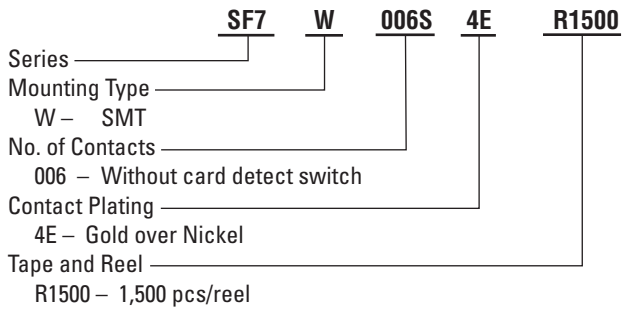 SF7 W 006S 4E R1500
Series
Mounting Type
W – SMT
No. of Contacts
006 – Without card detect switch
Contact Plating
4E – Gold over Nickel
Tape and Reel
R1500 – 1,500 pcs/reel